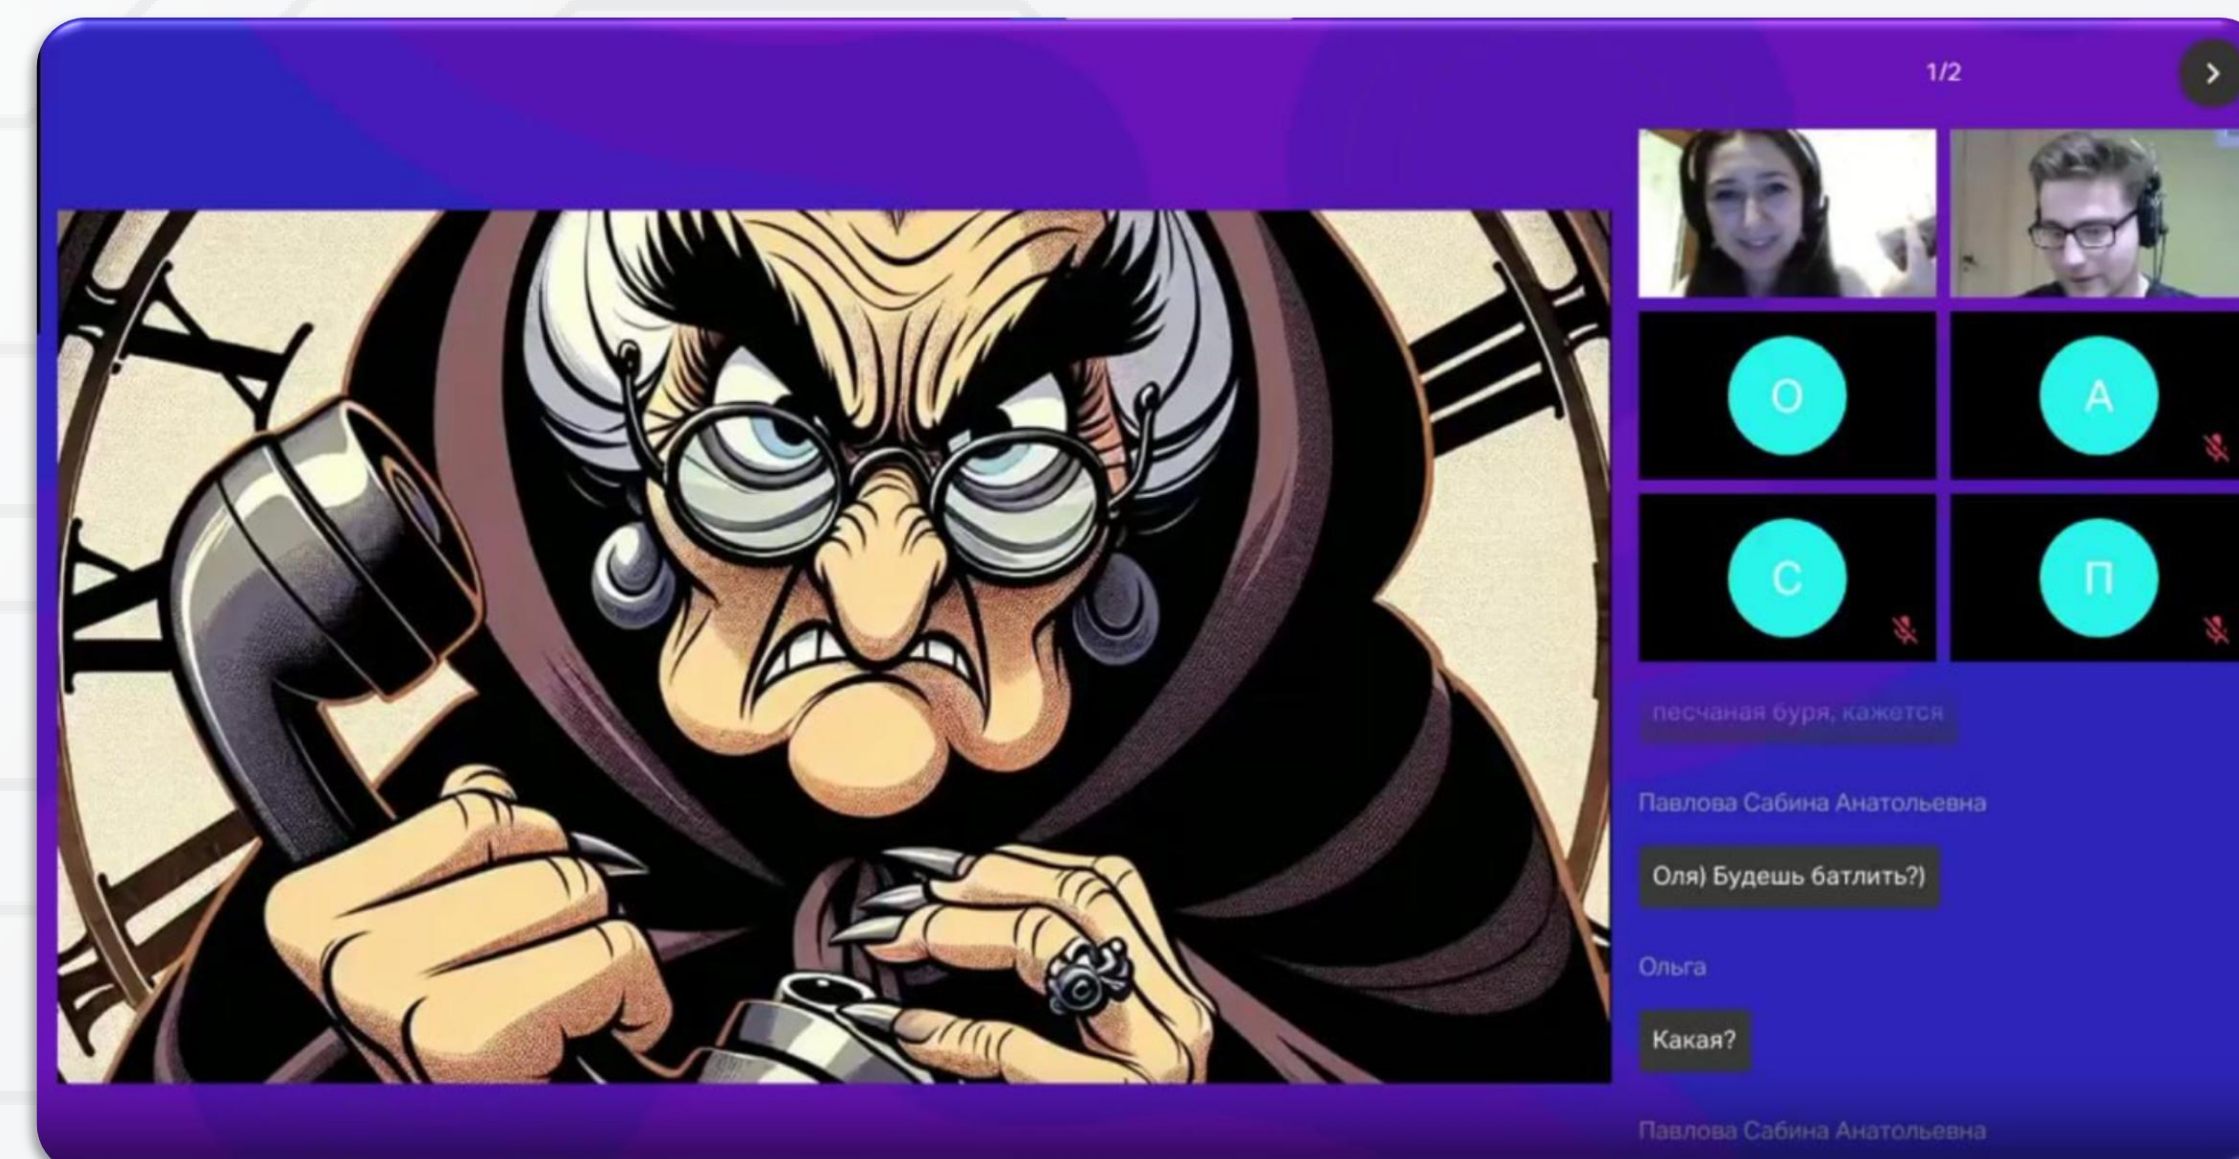 1/2
О
А
С
П
песчаная буря, кажется
Павлова Сабина Анатольевна
Оля) Будешь батлить?)
Ольга
Какая?
Павлова Сабина Анатольевна